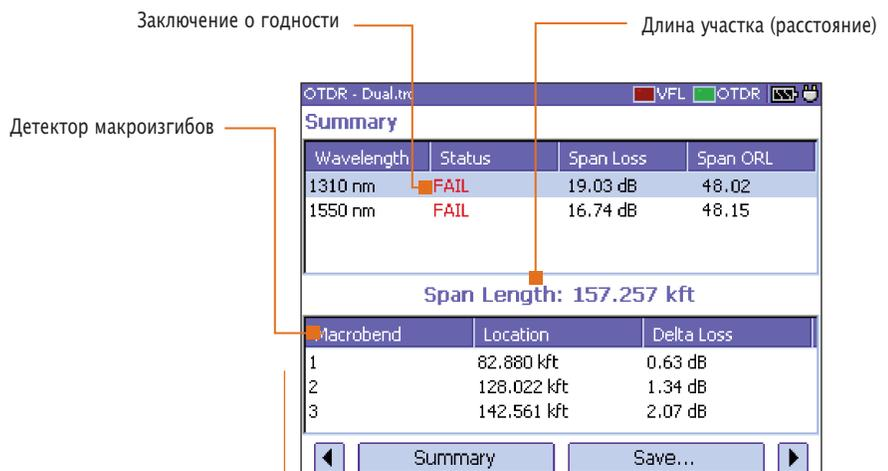 Заключение о годности
Длина участка (расстояние)
Детектор макроизгибов
OTDR - Dual.trc VFL OTDR
Summary
Wavelength Status Span Loss Span ORL
1310 nm FAIL 19.03 dB 48.02
1550 nm FAIL 16.74 dB 48.15
Span Length: 157.257 kft
Macrobend Location Delta Loss
1 82.880 kft 0.63 dB
2 128.022 kft 1.34 dB
3 142.561 kft 2.07 dB
Summary Save...